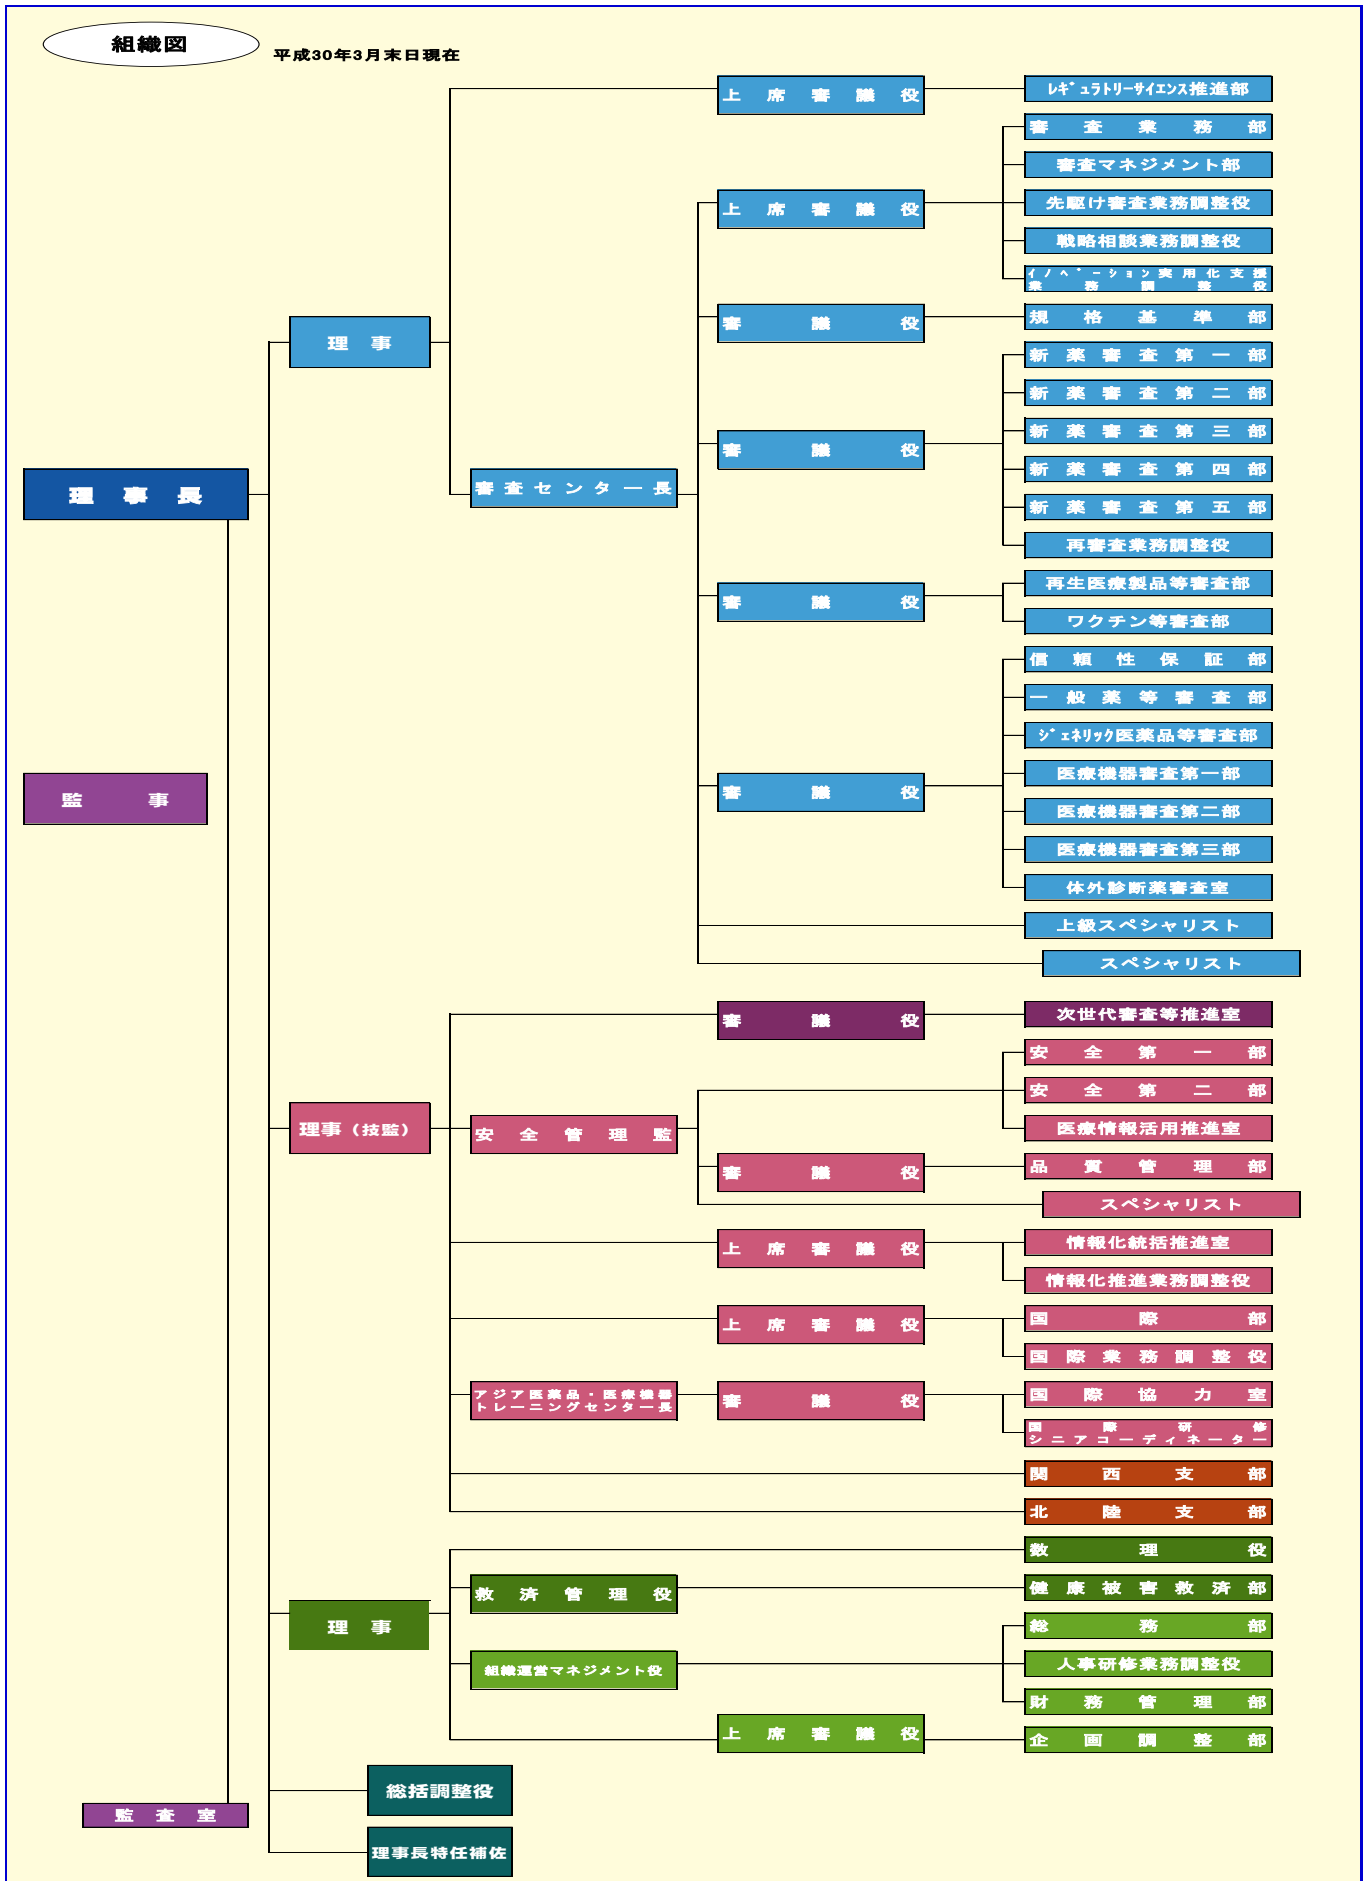 組織図
平成30年3月末日現在
上席審議役
レギュラトリーサイエンス推進部
審査業務部
審査マネジメント部
上席審議役
先駆け審査業務調整役
戦略相談業務調整役
イノベーション実用化支援
業務調整役
審議役
規格基準部
理事
新薬審査第一部
新薬審査第二部
新薬審査第三部
審議役
新薬審査第四部
理事長
審査センター長
新薬審査第五部
再審査業務調整役
再生医療製品等審査部
審議役
ワクチン等審査部
信頼性保証部
一般薬等審査部
ジェネリック医薬品等審査部
医療機器審査第一部
監事
審議役
医療機器審査第二部
医療機器審査第三部
体外診断薬審査室
上級スペシャリスト
スペシャリスト
審議役
次世代審査等推進室
安全第一部
安全第二部
理事（技監）
安全管理監
医療情報活用推進室
審議役
品質管理部
スペシャリスト
上席審議役
情報化統括推進室
情報化推進業務調整役
上席審議役
国際部
国際業務調整役
アジア医薬品・医療機器
トレーニングセンター長
審議役
国際協力室
国際研修
シニアコーディネーター
関西支部
北陸支部
数理役
救済管理役
健康被害救済部
理事
総務部
組織運営マネジメント役
人事研修業務調整役
財務管理部
上席審議役
企画調整部
総括調整役
監査室
理事長特任補佐